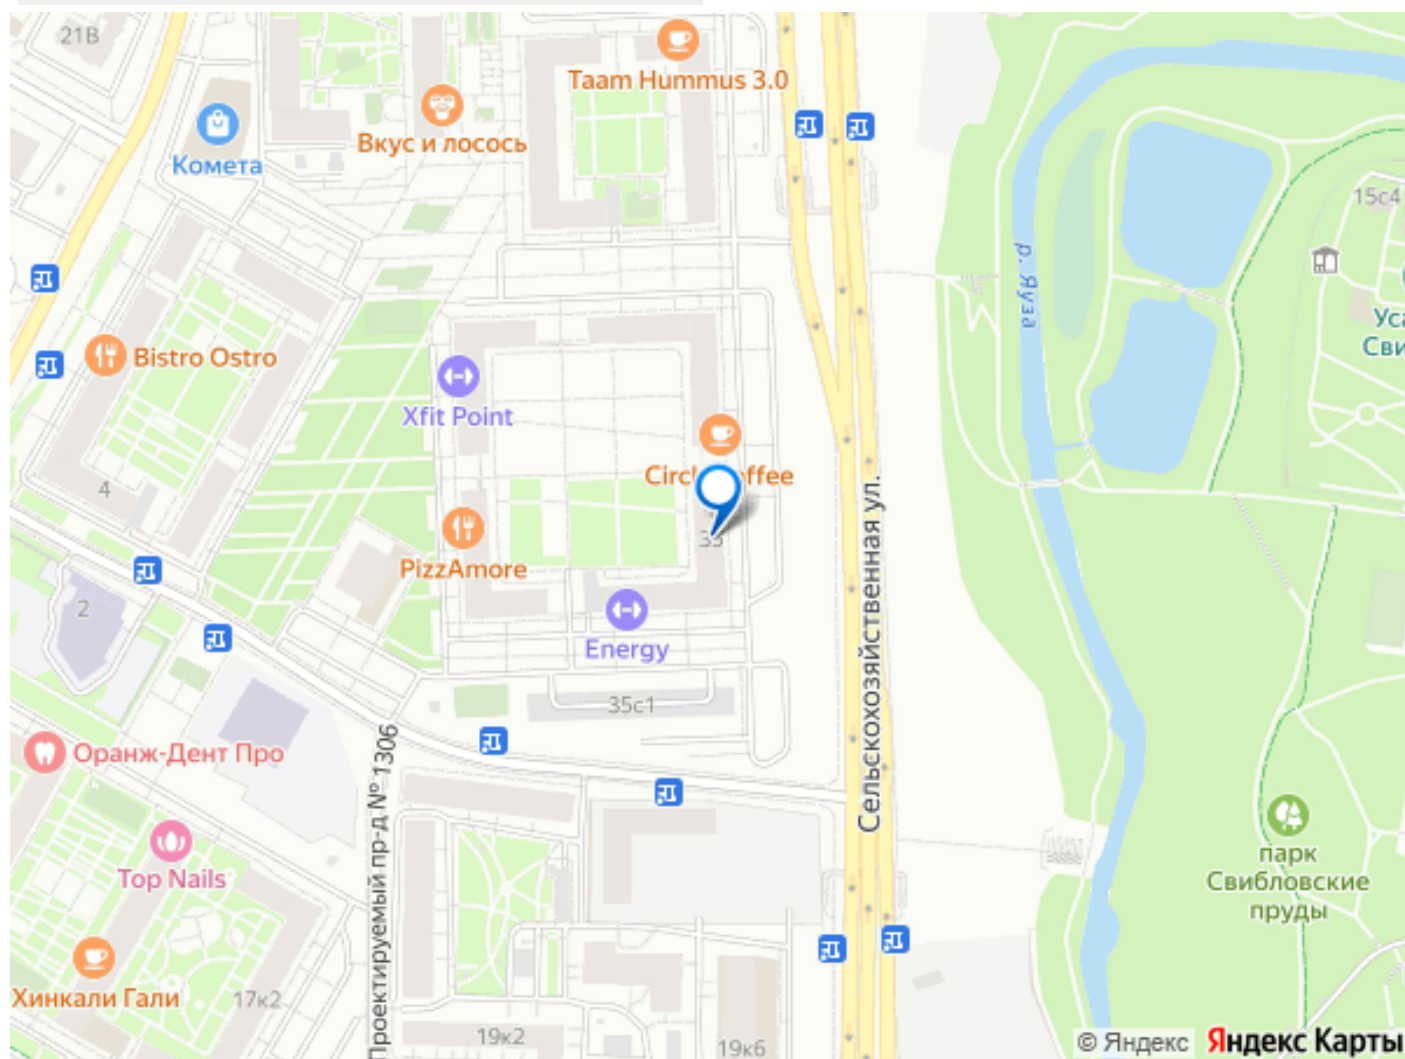 21В
Taam Hummus 3.0
Вкус и лосось
Комета
15с4
р. Яуза
Bistro Ostro
Xfit Point
4
PizzAmore
35
2
Energy
35с1
Сельскохозяйственная ул.
Оранж-Дент Про
Проектируемый пр-д № 1306
Top Nails
парк
Свибловские
пруды
Хинкали Гали
17к2
19к2
19к6
© Яндекс Яндекс Карты